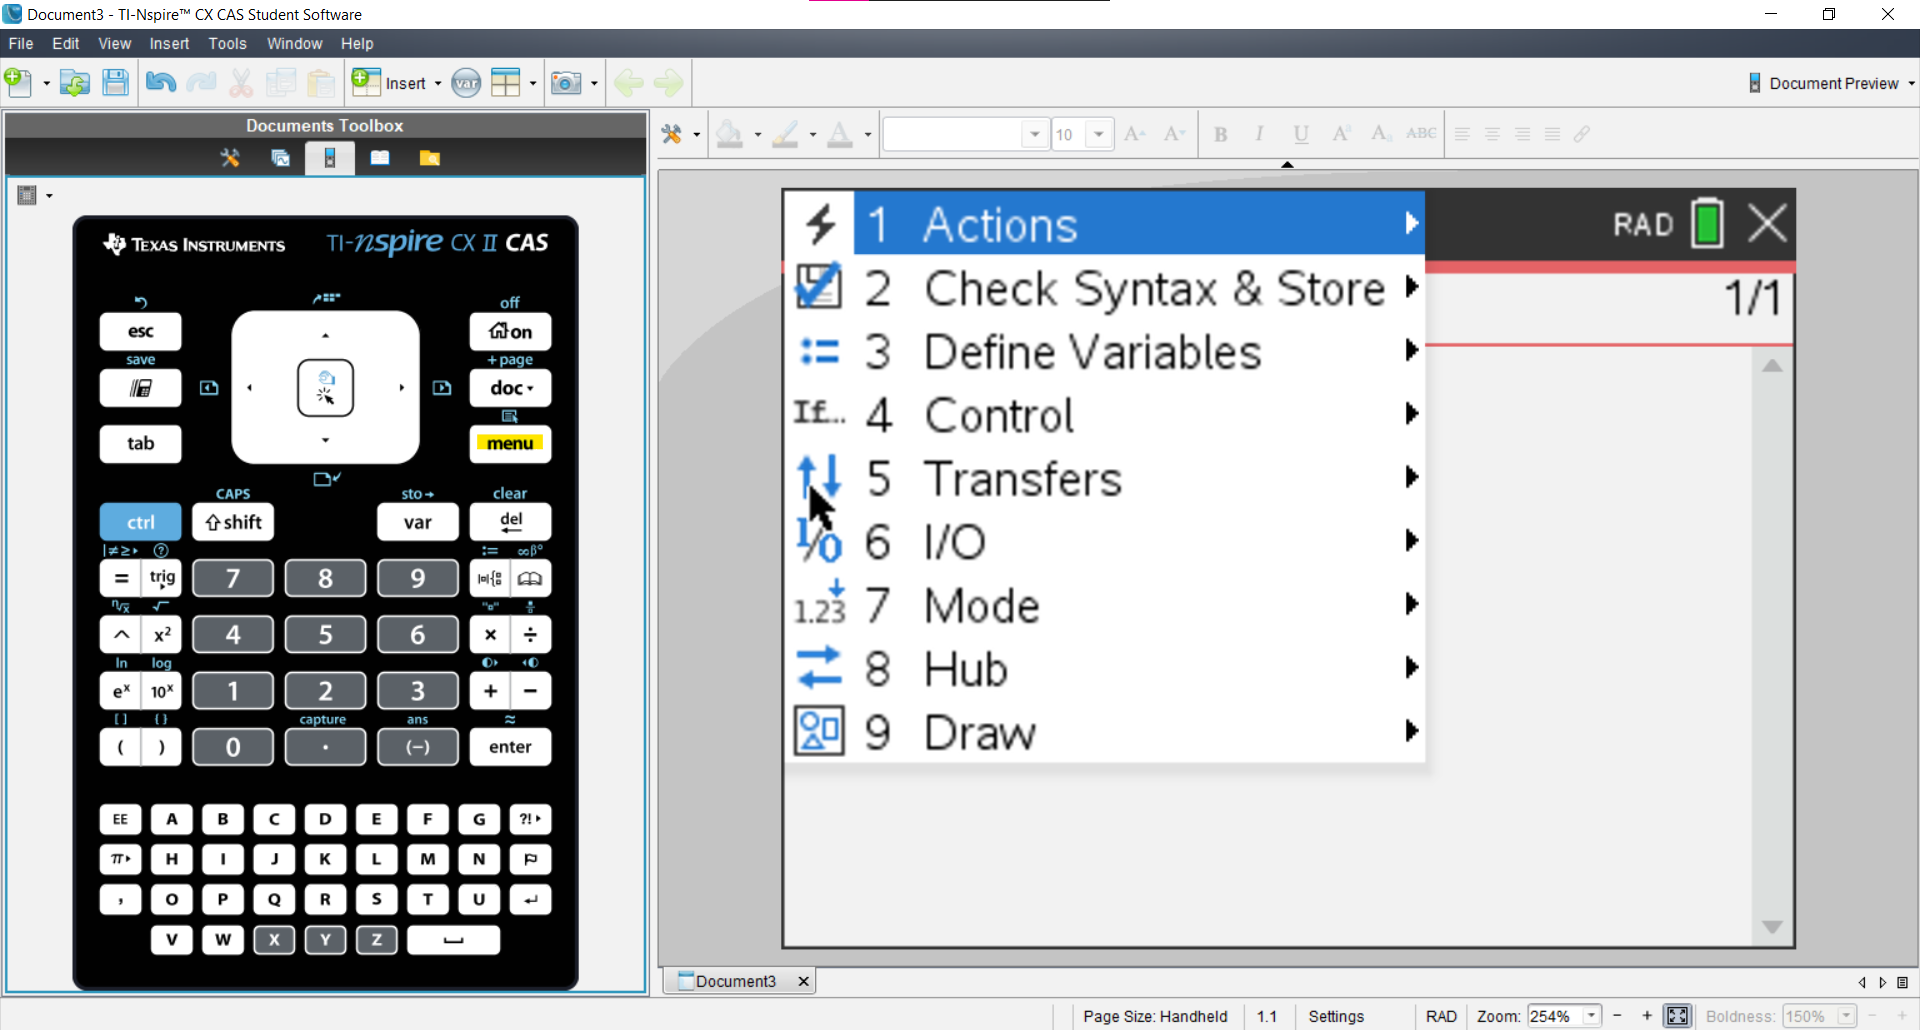 Document3 - TI-Nspire™ CX CAS Student Software
File Edit View Insert Tools Window Help
Insert var Document Preview
Documents Toolbox
10 B I U A A ABC
TEXAS INSTRUMENTS TI-nspire CX II CAS
off
esc on
save + page
doc
tab menu
CAPS sto→ clear
ctrl shift var del
|≠≥▸ ? := ∞β°
= trig 7 8 9
ⁿ√x √
^ x² 4 5 6 × ÷
ln log
eˣ 10ˣ 1 2 3 + −
[ ] { } capture ans ≈
( ) 0 . (−) enter
EE A B C D E F G ?!▸
π▸ H I J K L M N
, O P Q R S T U ↵
V W X Y Z
1 Actions
2 Check Syntax & Store
3 Define Variables
If... 4 Control
5 Transfers
I/O 6 I/O
1.23 7 Mode
8 Hub
9 Draw
RAD
1/1
Document3
Page Size: Handheld 1.1 Settings RAD Zoom: 254% − + Boldness: 150% − +